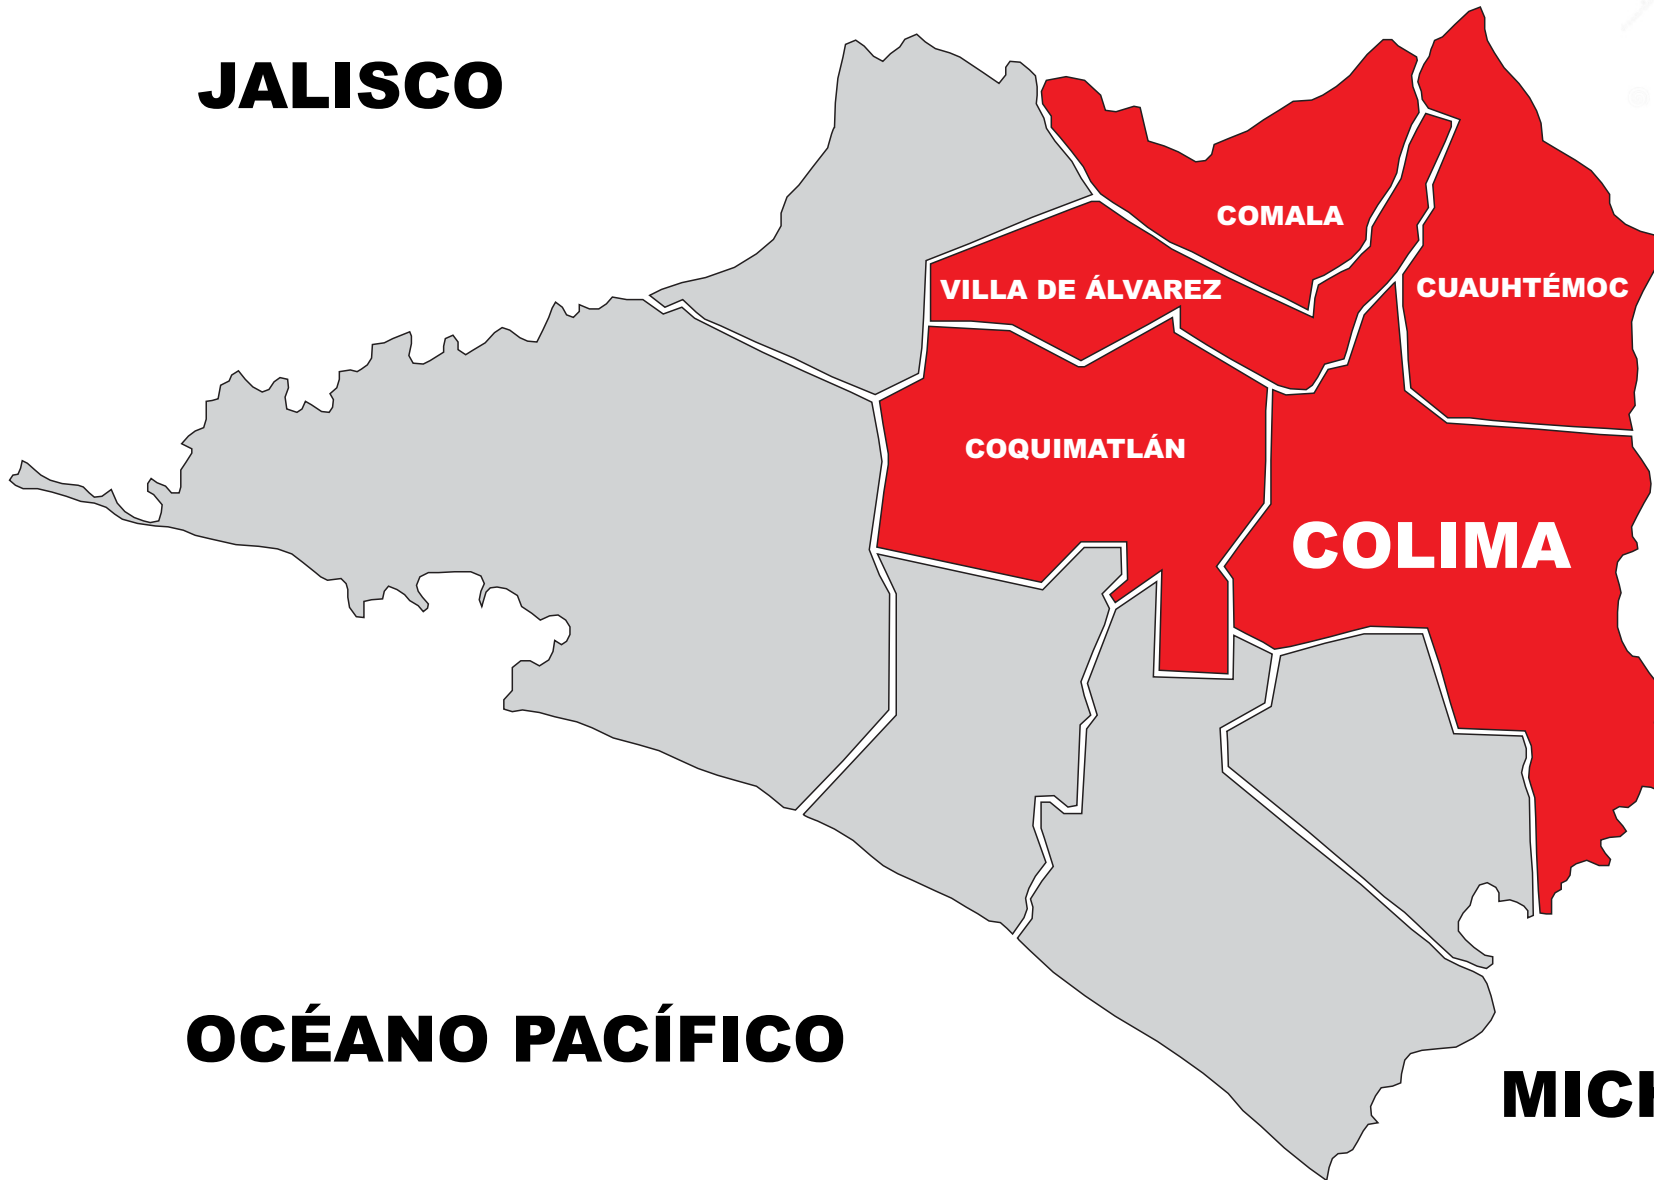 JALISCO
COMALA
VILLA DE ÁLVAREZ
CUAUHTÉMOC
COQUIMATLÁN
COLIMA
OCÉANO PACÍFICO